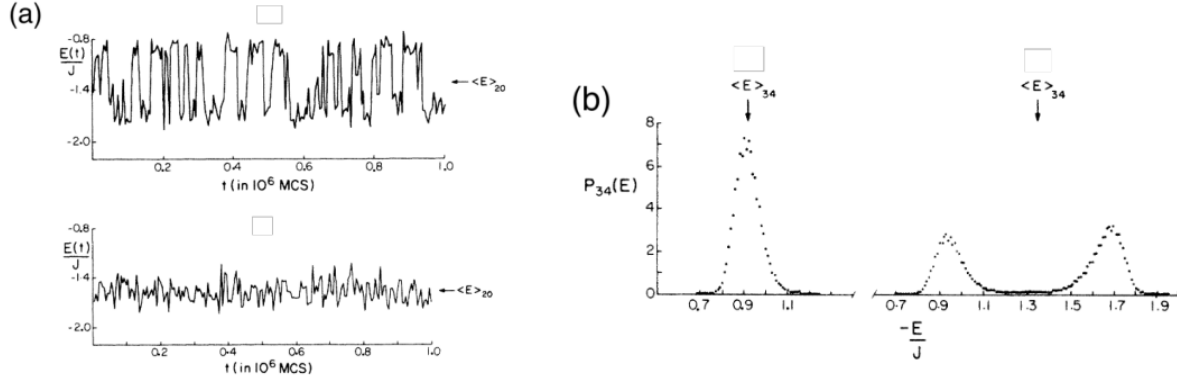 (a)
-0.8
E(t)
J
-1.4
-2.0
←<E>20
0.2 0.4 0.6 0.8 1.0
t (in 10^6 MCS)
-0.8
E(t)
J
-1.4
-2.0
←<E>20
0.2 0.4 0.6 0.8 1.0
t (in 10^6 MCS)
(b)
<E>34 <E>34
8
6
P34(E)
4
2
0
0.7 0.9 1.1 0.7 0.9 1.1 1.3 1.5 1.7 1.9
-E
J